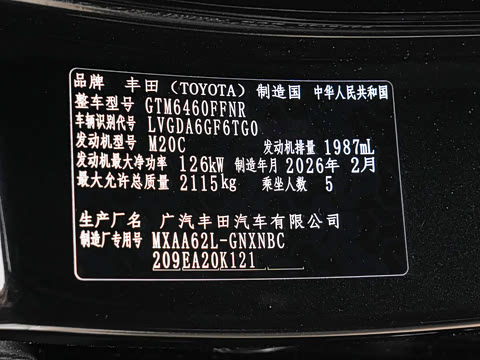 品牌 丰田（TOYOTA） 制造国 中华人民共和国
整车型号 GTM6460FFNR
车辆识别代号 LVGDA6GF6TG0
发动机型号 M20C 发动机排量 1987mL
发动机最大净功率 126kW 制造年月 2026年 2月
最大允许总质量 2115kg 乘坐人数 5
生产厂名 广汽丰田汽车有限公司
制造厂专用号 MXAA62L-GNXNBC
209EA20K121